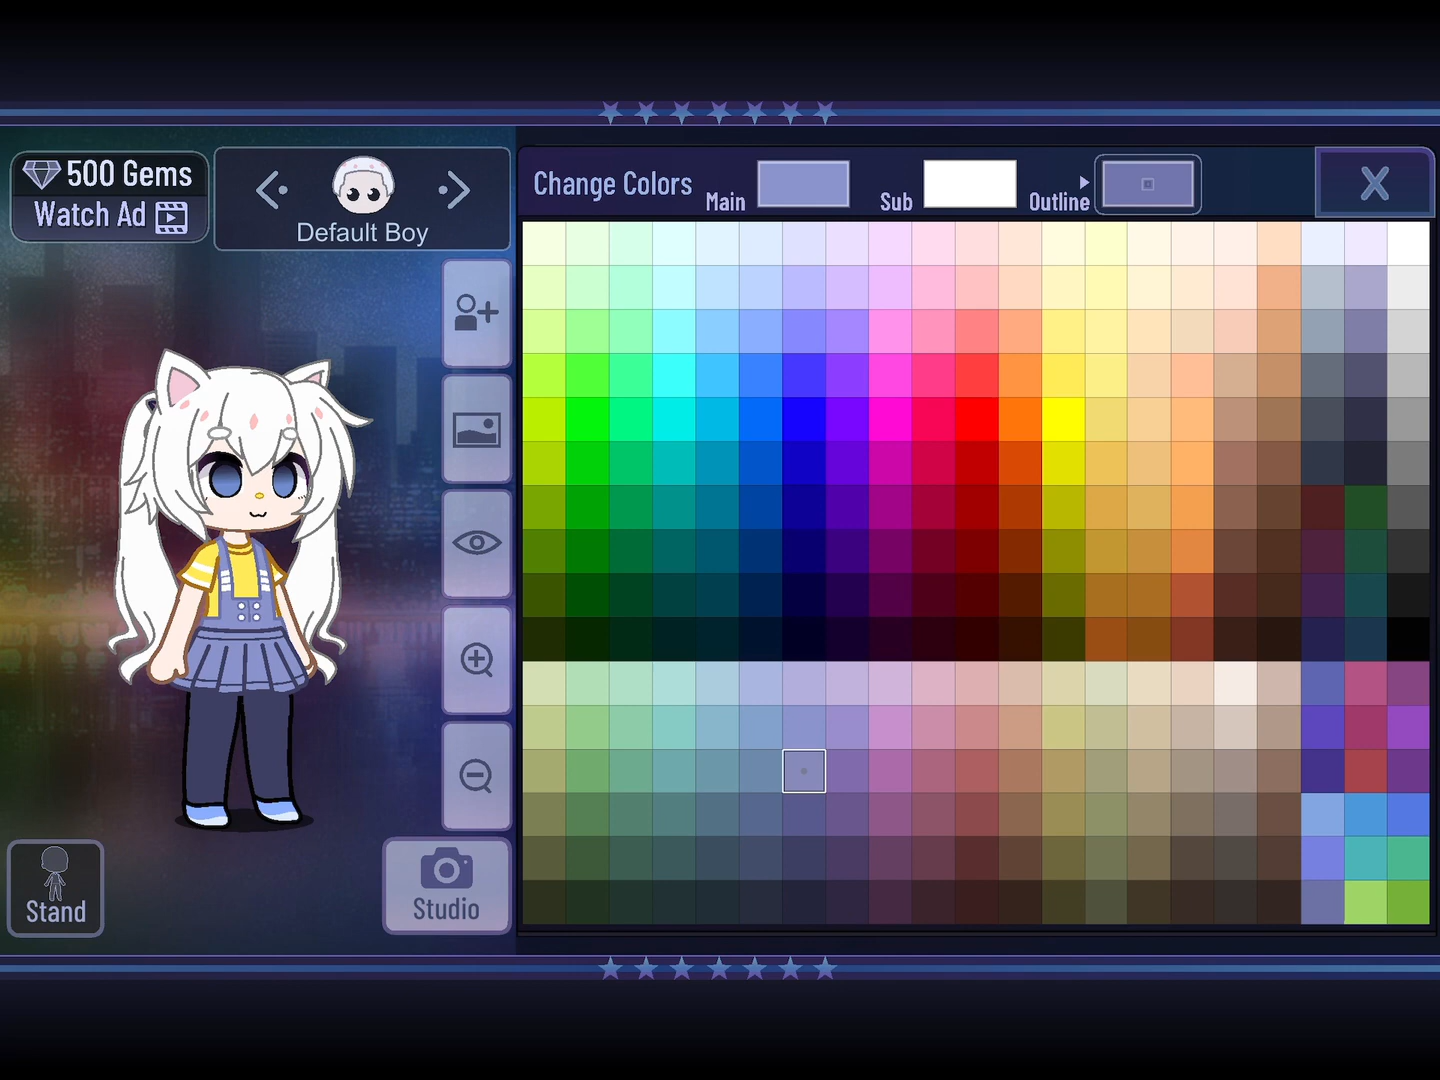 500 Gems
Watch Ad
Default Boy
Change Colors
Main
Sub
Outline
X
Stand
Studio